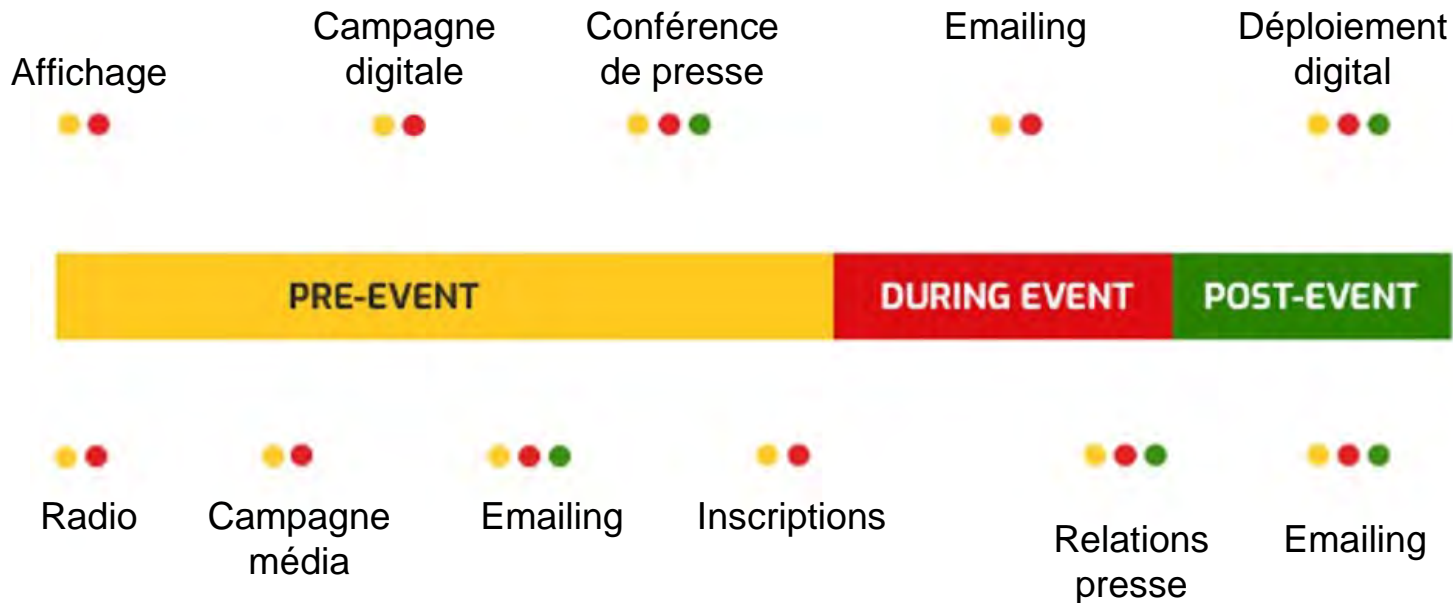 Affichage
Campagne
digitale
Conférence
de presse
Emailing
Déploiement
digital
PRE-EVENT
DURING EVENT
POST-EVENT
Radio
Campagne
média
Emailing
Inscriptions
Relations
presse
Emailing